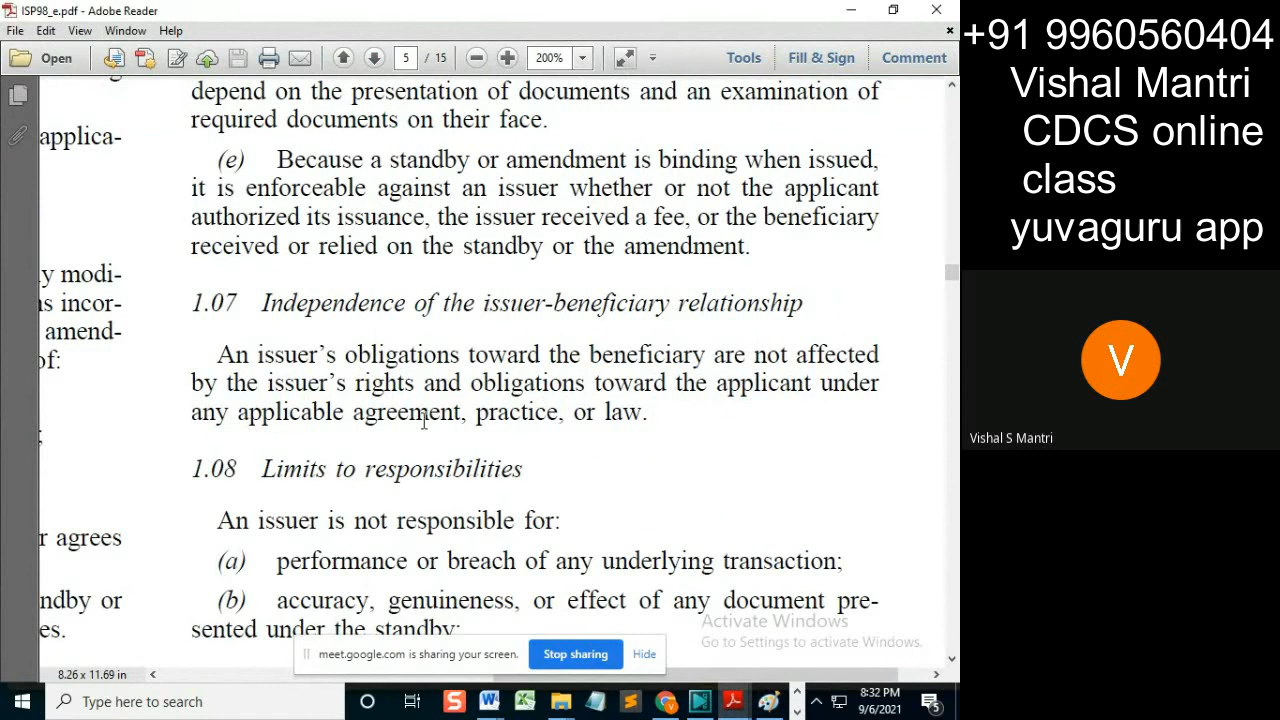 ISP98_e.pdf - Adobe Reader
File Edit View Window Help
Open 5 / 15 200% Tools Fill & Sign Comment
applica-
y modi-
s incor-
amend-
of:
;
r agrees
ndby or
es.
depend on the presentation of documents and an examination of
required documents on their face.
(e) Because a standby or amendment is binding when issued,
it is enforceable against an issuer whether or not the applicant
authorized its issuance, the issuer received a fee, or the beneficiary
received or relied on the standby or the amendment.
1.07 Independence of the issuer-beneficiary relationship
An issuer's obligations toward the beneficiary are not affected
by the issuer's rights and obligations toward the applicant under
any applicable agreement, practice, or law.
1.08 Limits to responsibilities
An issuer is not responsible for:
(a) performance or breach of any underlying transaction;
(b) accuracy, genuineness, or effect of any document pre-
sented under the standby;
Activate Windows
Go to Settings to activate Windows.
meet.google.com is sharing your screen. Stop sharing Hide
8.26 x 11.69 in
Type here to search
8:32 PM
9/6/2021
5
+91 9960560404
Vishal Mantri
CDCS online
class
yuvaguru app
V
Vishal S Mantri